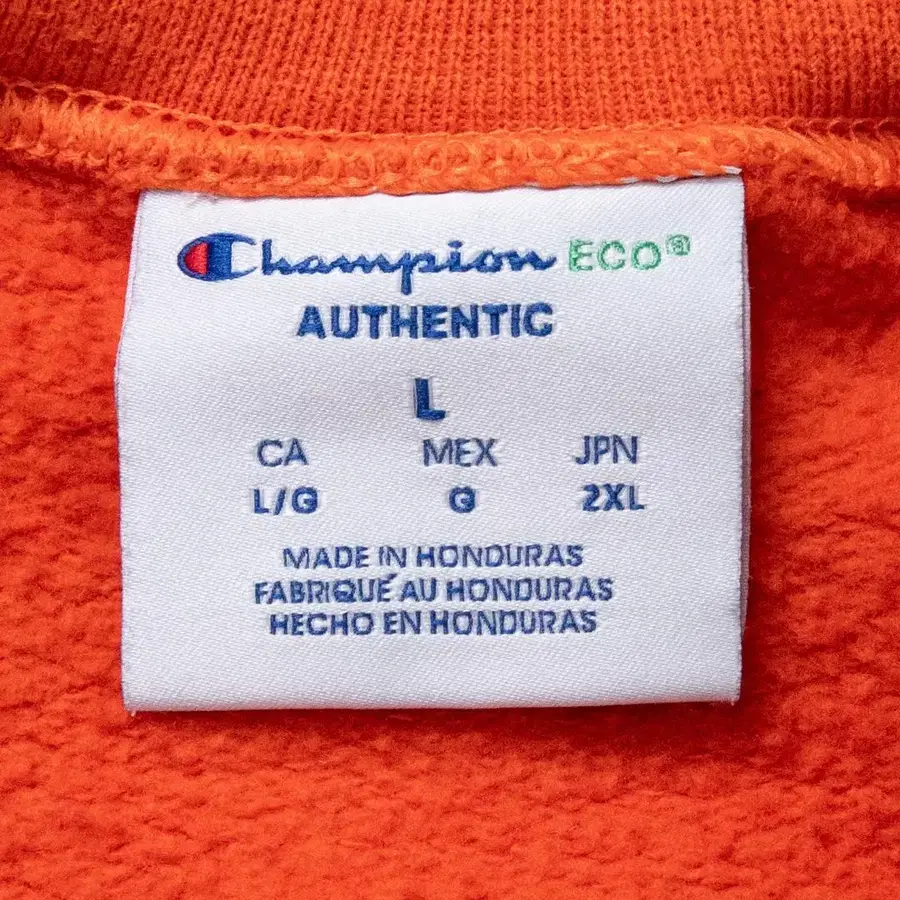 Champion ECO®
AUTHENTIC
L
CA MEX JPN
L/G G 2XL
MADE IN HONDURAS
FABRIQUÉ AU HONDURAS
HECHO EN HONDURAS